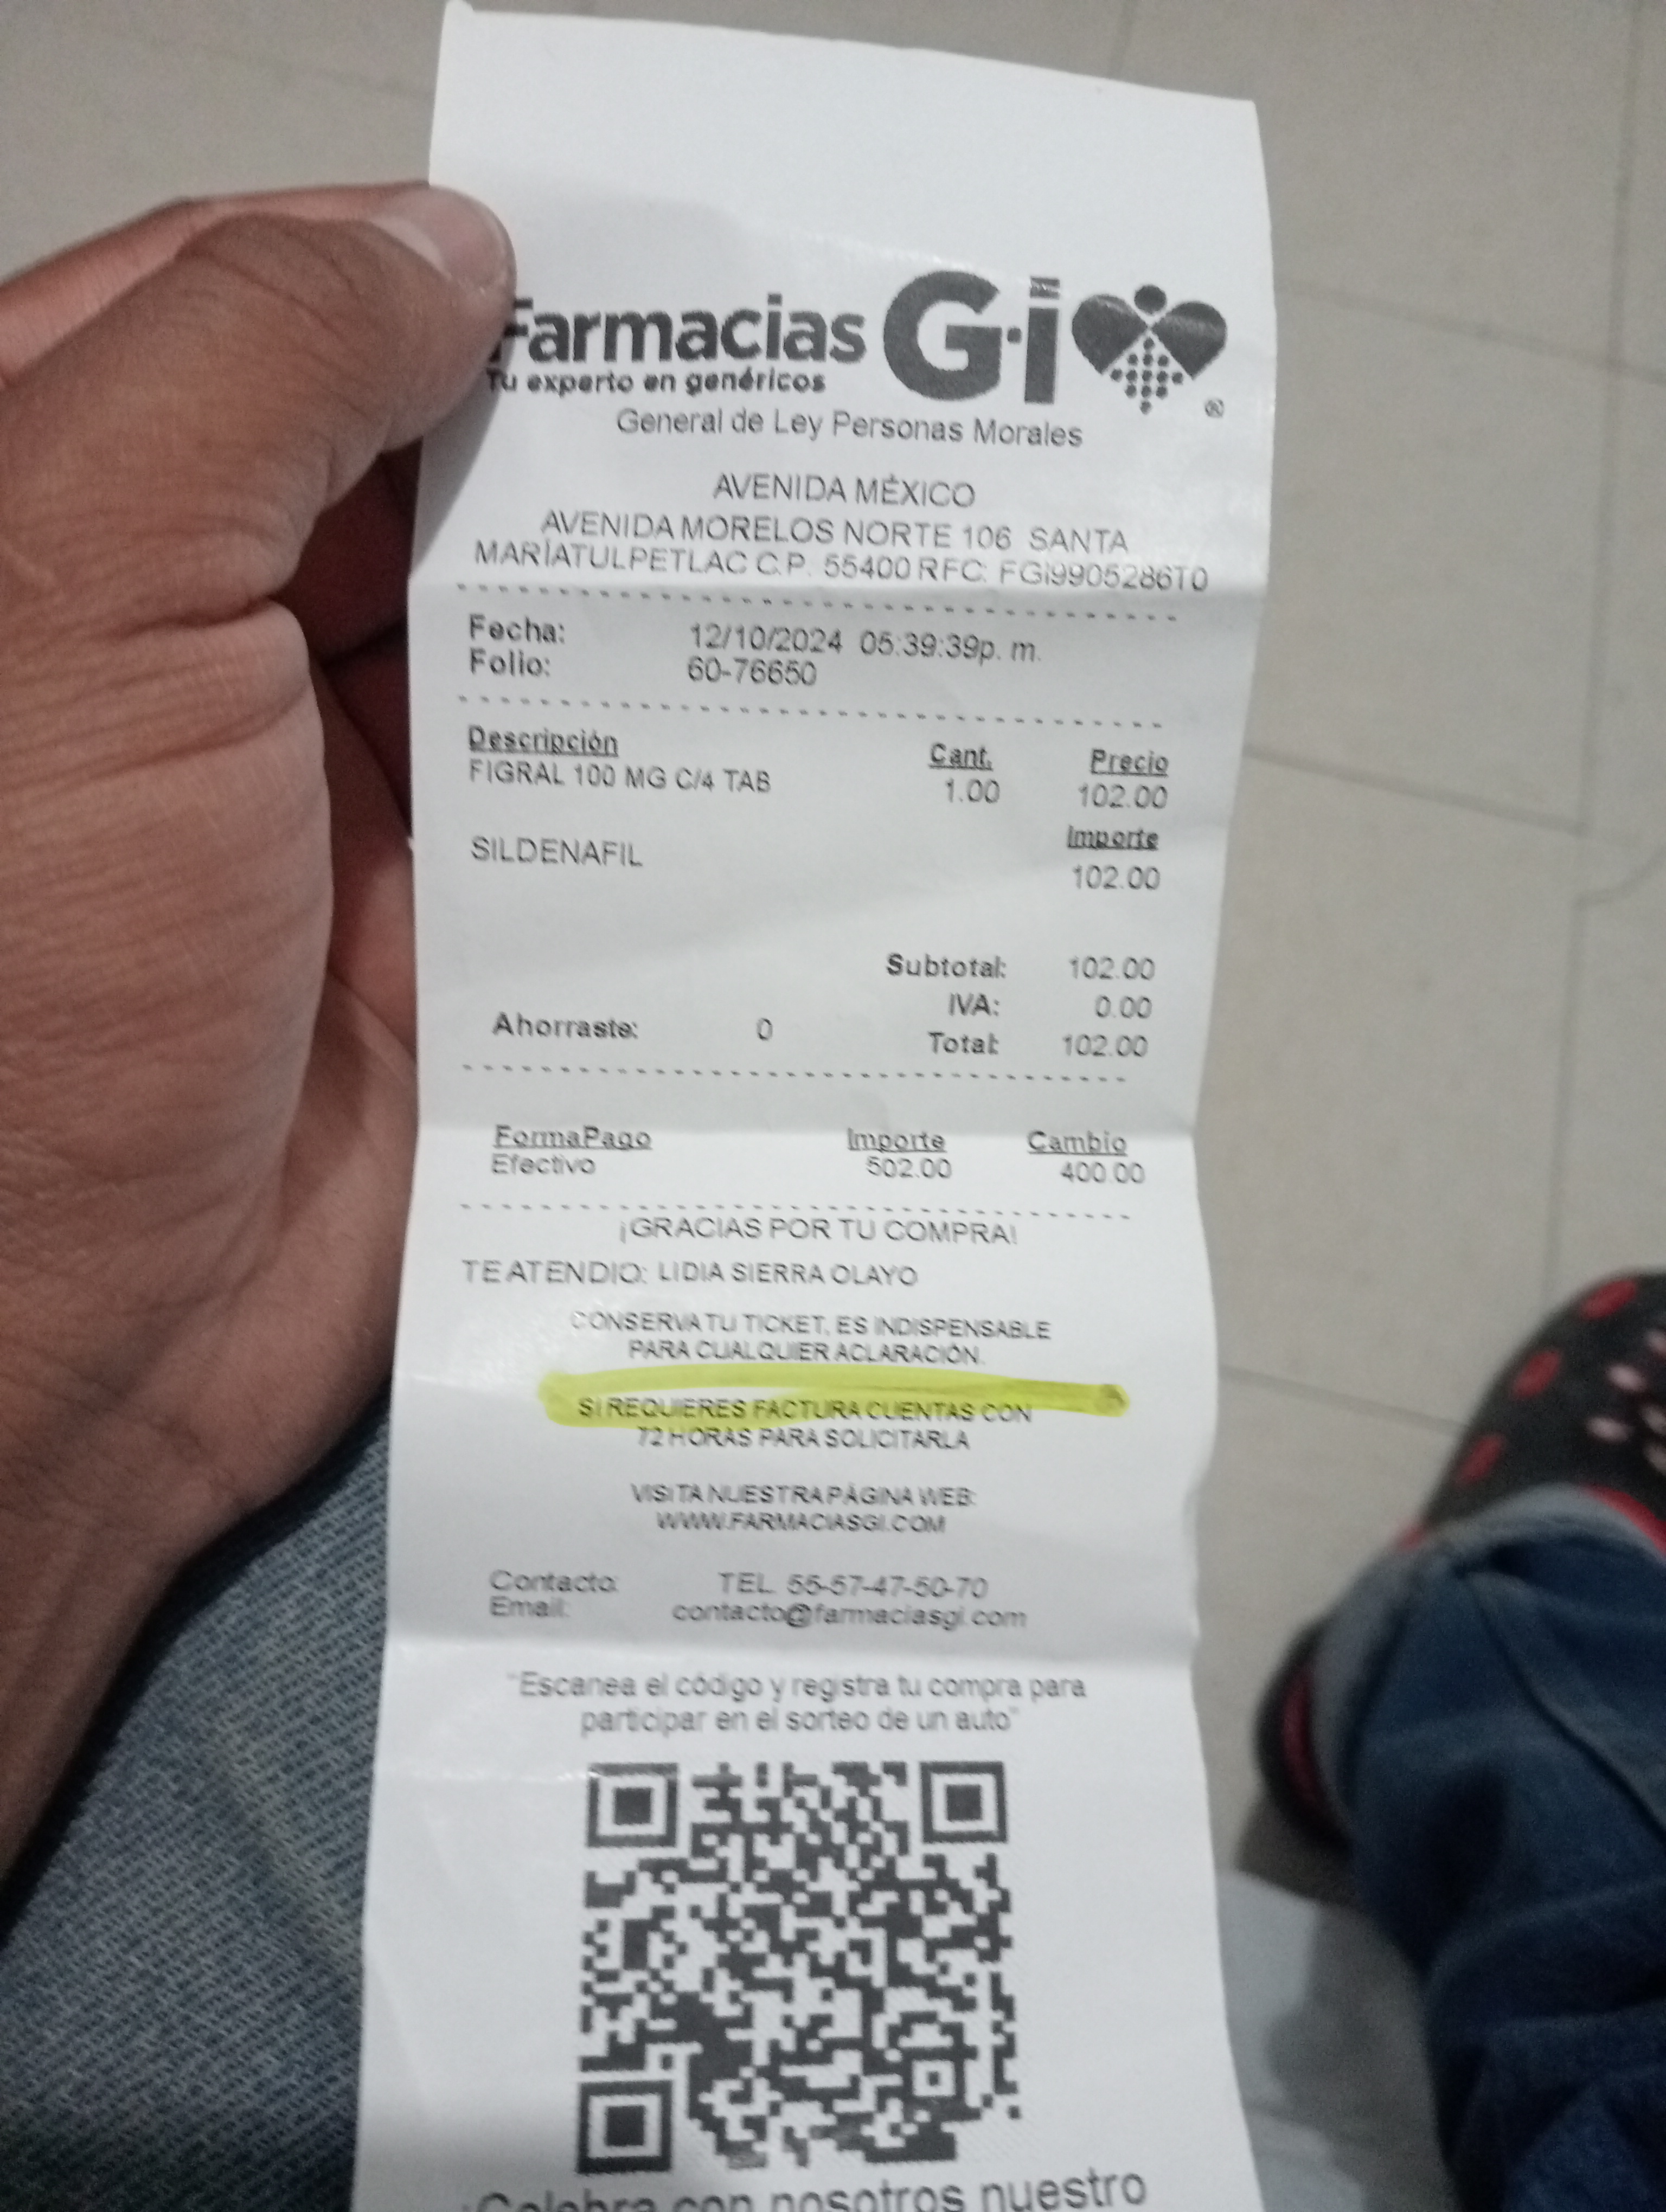 Farmacias G·i
Tu experto en genéricos
®
General de Ley Personas Morales
AVENIDA MÉXICO
AVENIDA MORELOS NORTE 106 SANTA
MARÍATULPETLAC C.P. 55400 RFC: FGI9905286T0
Fecha: 12/10/2024 05:39:39p. m.
Folio: 60-76650
Descripción Cant. Precio
FIGRAL 100 MG C/4 TAB 1.00 102.00
Importe
SILDENAFIL 102.00
Subtotal: 102.00
IVA: 0.00
Ahorraste: 0 Total: 102.00
FormaPago Importe Cambio
Efectivo 502.00 400.00
¡GRACIAS POR TU COMPRA!
TE ATENDIO: LIDIA SIERRA OLAYO
CONSERVA TU TICKET, ES INDISPENSABLE
PARA CUALQUIER ACLARACIÓN.
SI REQUIERES FACTURA CUENTAS CON
72 HORAS PARA SOLICITARLA
VISITA NUESTRA PÁGINA WEB:
WWW.FARMACIASGI.COM
Contacto: TEL. 55-57-47-50-70
Email: contacto@farmaciasgi.com
"Escanea el código y registra tu compra para
participar en el sorteo de un auto"
¡Celebra con nosotros nuestro